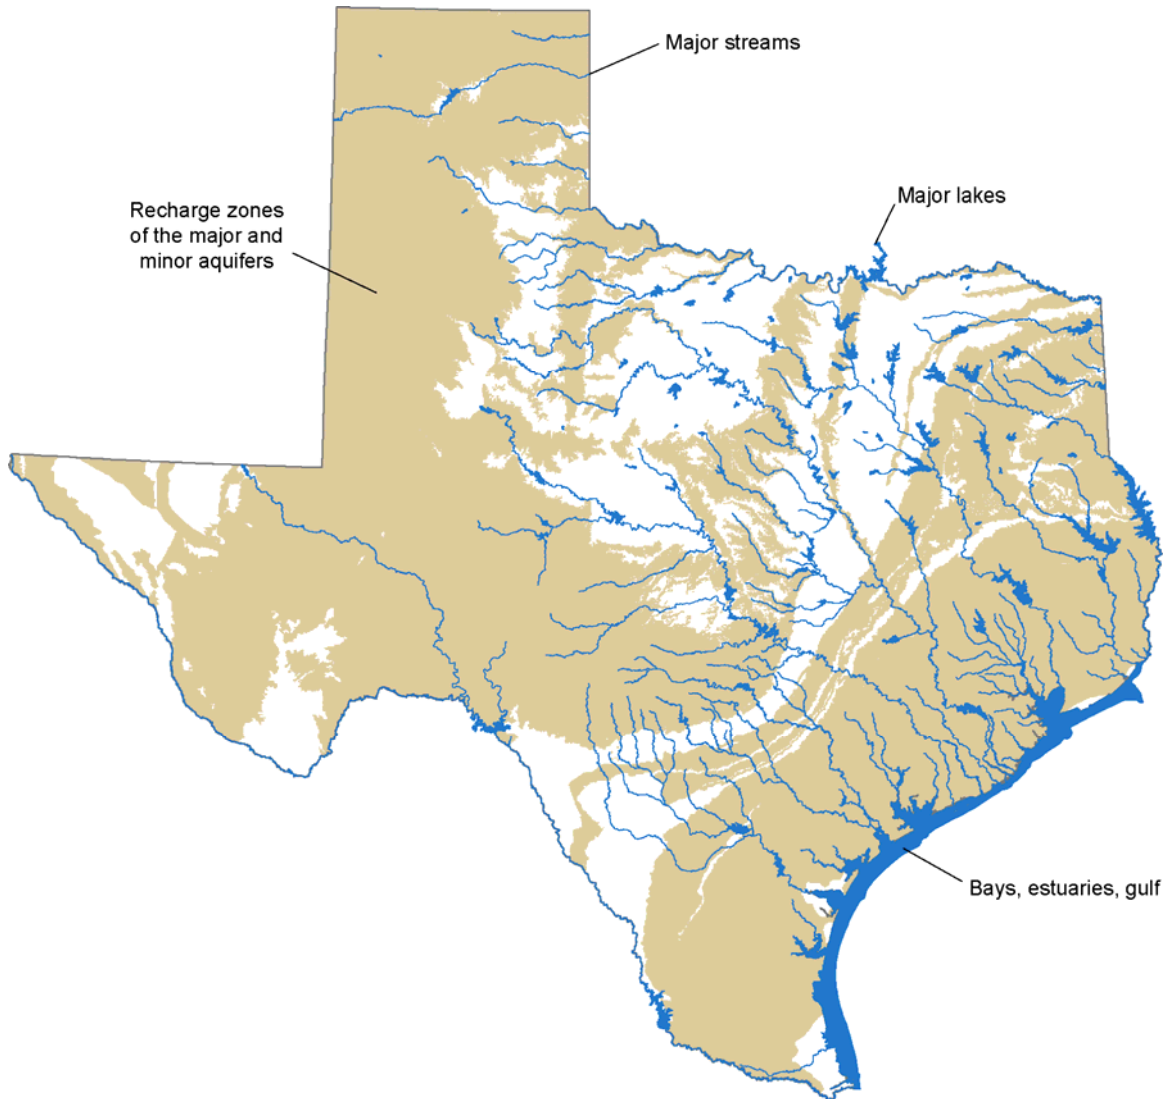 Major streams
Major lakes
Recharge zones
of the major and
minor aquifers
Bays, estuaries, gulf